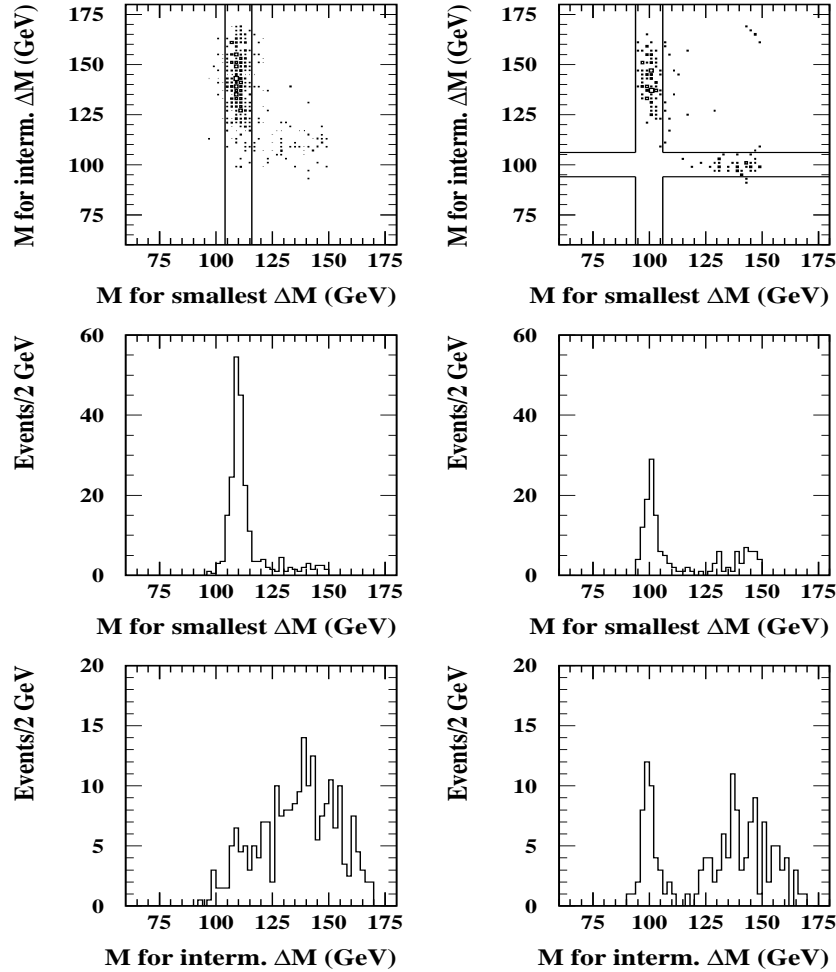 M for interm. ΔM (GeV)
175
150
125
100
75
75 100 125 150 175
M for smallest ΔM (GeV)
M for interm. ΔM (GeV)
175
150
125
100
75
75 100 125 150 175
M for smallest ΔM (GeV)
Events/2 GeV
60
40
20
0
75 100 125 150 175
M for smallest ΔM (GeV)
Events/2 GeV
60
40
20
0
75 100 125 150 175
M for smallest ΔM (GeV)
Events/2 GeV
20
15
10
5
0
75 100 125 150 175
M for interm. ΔM (GeV)
Events/2 GeV
20
15
10
5
0
75 100 125 150 175
M for interm. ΔM (GeV)